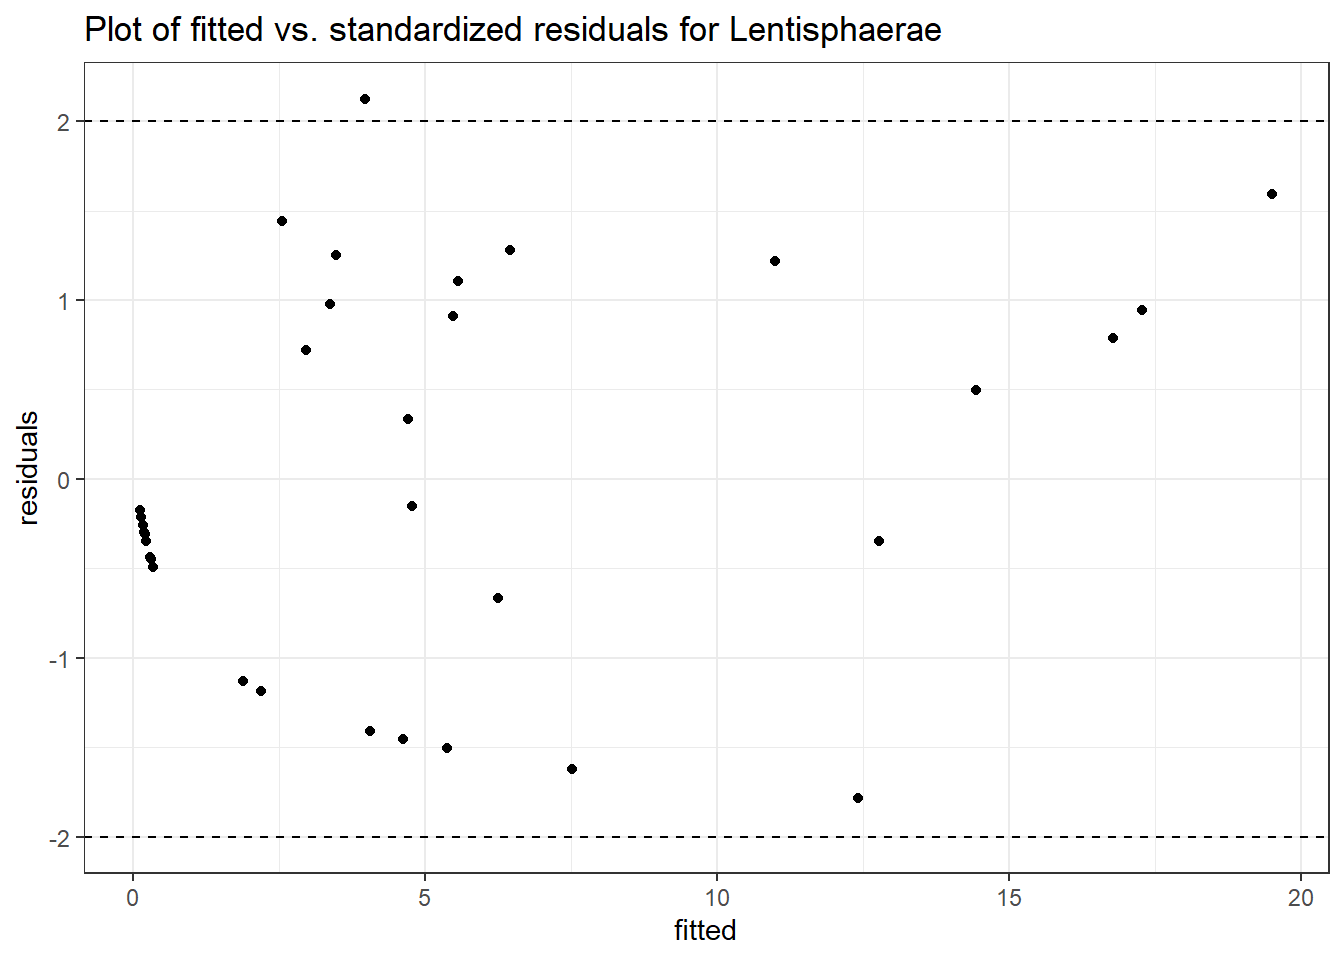 Plot of fitted vs. standardized residuals for Lentisphaerae
2
1
0
-1
-2
residuals
0 5 10 15 20
fitted